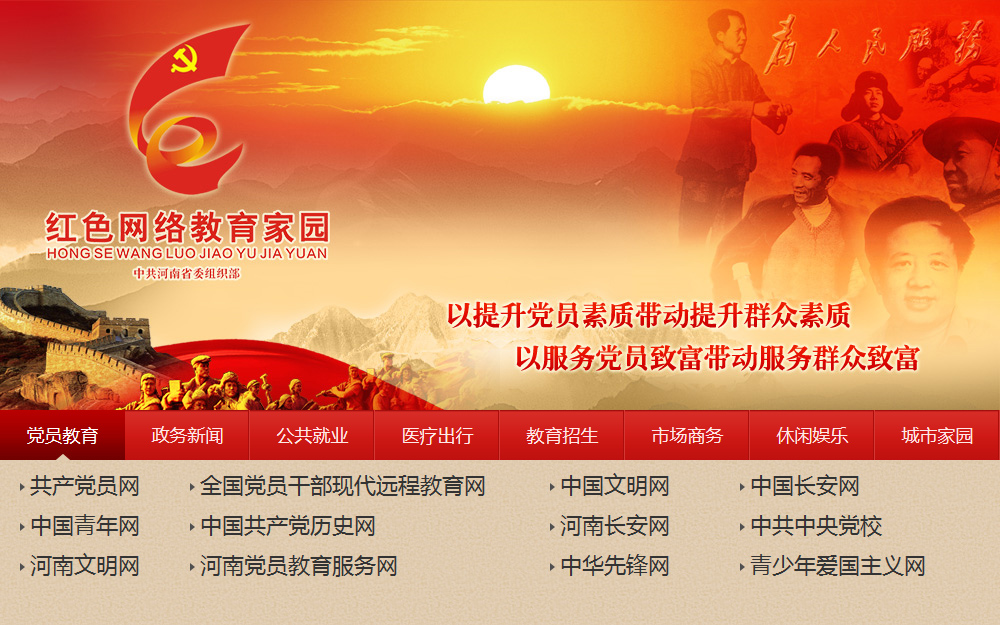 为人民服务
红色网络教育家园
HONG SE WANG LUO JIAO YU JIA YUAN
中共河南省委组织部
以提升党员素质带动提升群众素质
以服务党员致富带动服务群众致富
党员教育 政务新闻 公共就业 医疗出行 教育招生 市场商务 休闲娱乐 城市家园
共产党员网 全国党员干部现代远程教育网 中国文明网 中国长安网
中国青年网 中国共产党历史网 河南长安网 中共中央党校
河南文明网 河南党员教育服务网 中华先锋网 青少年爱国主义网